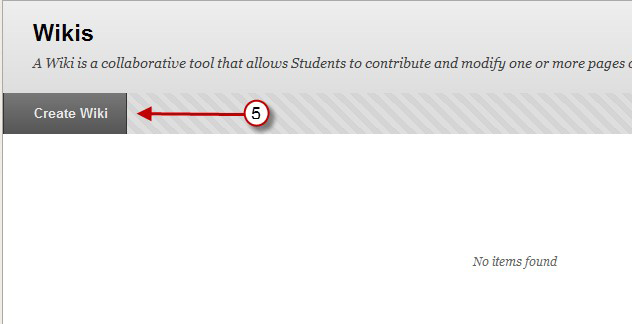 Wikis
A Wiki is a collaborative tool that allows Students to contribute and modify one or more pages
Create Wiki
5
No items found